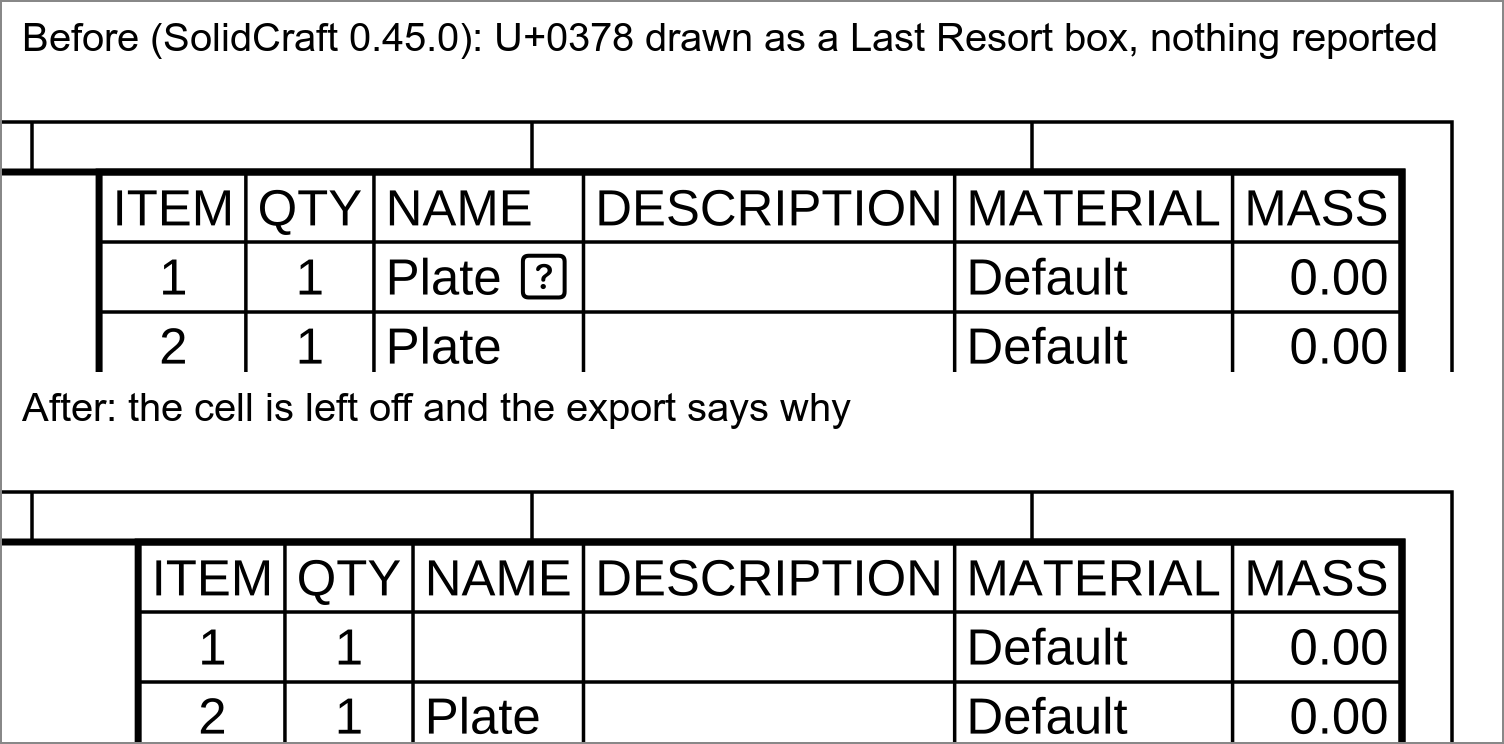 Before (SolidCraft 0.45.0): U+0378 drawn as a Last Resort box, nothing reported
ITEM QTY NAME DESCRIPTION MATERIAL MASS
1 1 Plate ? Default 0.00
2 1 Plate Default 0.00
After: the cell is left off and the export says why
ITEM QTY NAME DESCRIPTION MATERIAL MASS
1 1 Default 0.00
2 1 Plate Default 0.00